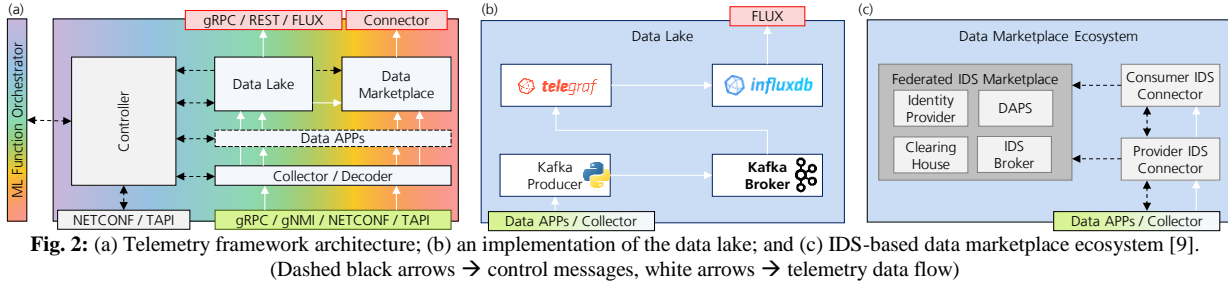 (a)
gRPC / REST / FLUX
Connector
ML Function Orchestrator
Controller
Data Lake
Data
Marketplace
Data APPs
Collector / Decoder
NETCONF / TAPI
gRPC / gNMI / NETCONF / TAPI
(b)
FLUX
Data Lake
telegraf
influxdb
Kafka
Producer
Kafka
Broker
Data APPs / Collector
(c)
Data Marketplace Ecosystem
Federated IDS Marketplace
Identity
Provider
DAPS
Clearing
House
IDS
Broker
Consumer IDS
Connector
Provider IDS
Connector
Data APPs / Collector
Fig. 2: (a) Telemetry framework architecture; (b) an implementation of the data lake; and (c) IDS-based data marketplace ecosystem [9].
(Dashed black arrows → control messages, white arrows → telemetry data flow)